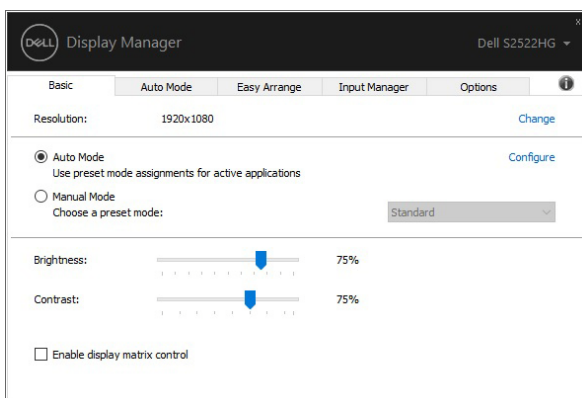 x
DELL Display Manager Dell S2522HG
Basic Auto Mode Easy Arrange Input Manager Options i
Resolution: 1920x1080 Change
Auto Mode Configure
Use preset mode assignments for active applications
Manual Mode
Choose a preset mode: Standard
Brightness: 75%
Contrast: 75%
Enable display matrix control